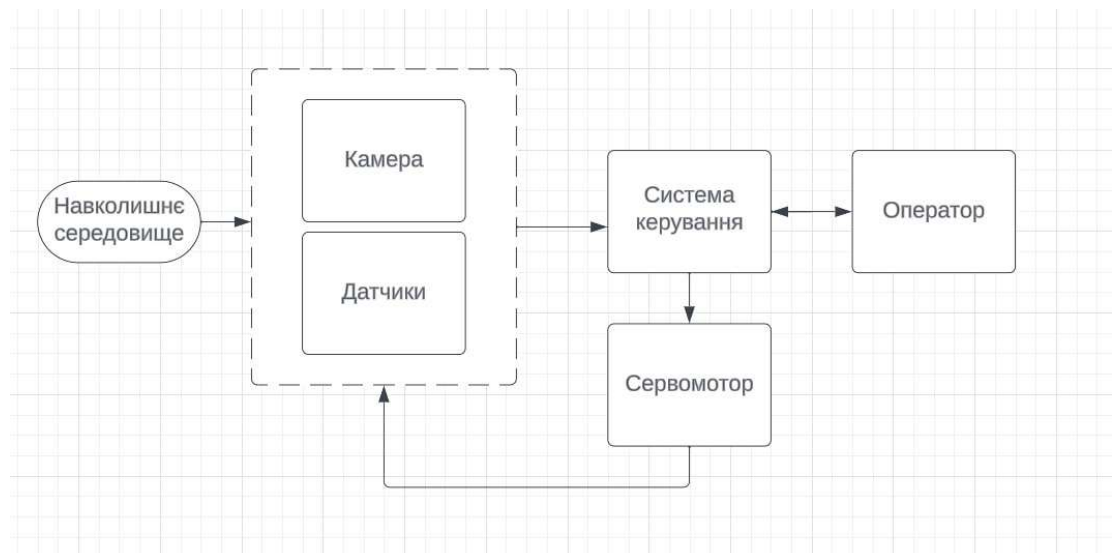 Навколишнє
середовище
Камера
Датчики
Система
керування
Оператор
Сервомотор